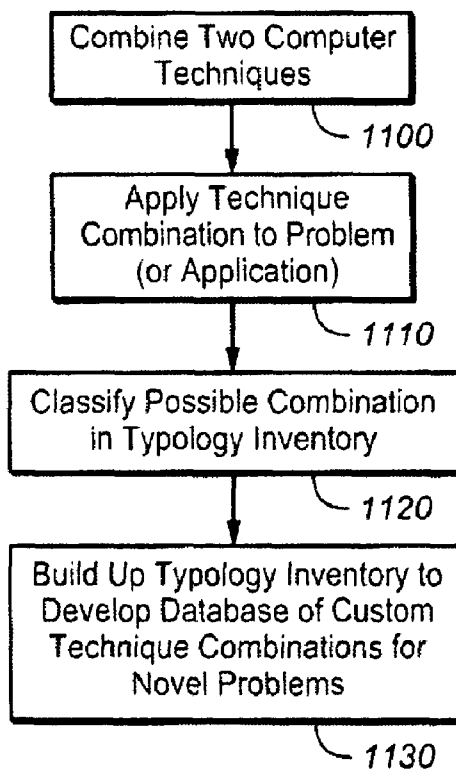 Combine Two Computer
Techniques
1100
Apply Technique
Combination to Problem
(or Application)
1110
Classify Possible Combination
in Typology Inventory
1120
Build Up Typology Inventory to
Develop Database of Custom
Technique Combinations for
Novel Problems
1130